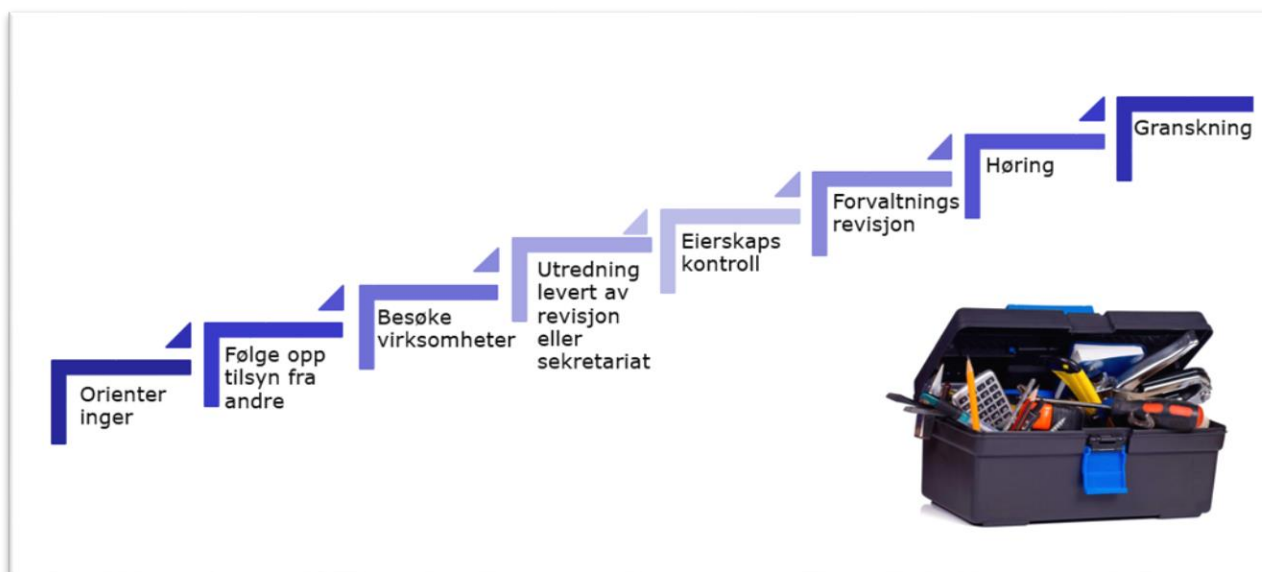 Orienter
inger
Følge opp
tilsyn fra
andre
Besøke
virksomheter
Utredning
levert av
revisjon
eller
sekretariat
Eierskaps
kontroll
Forvaltnings
revisjon
Høring
Granskning